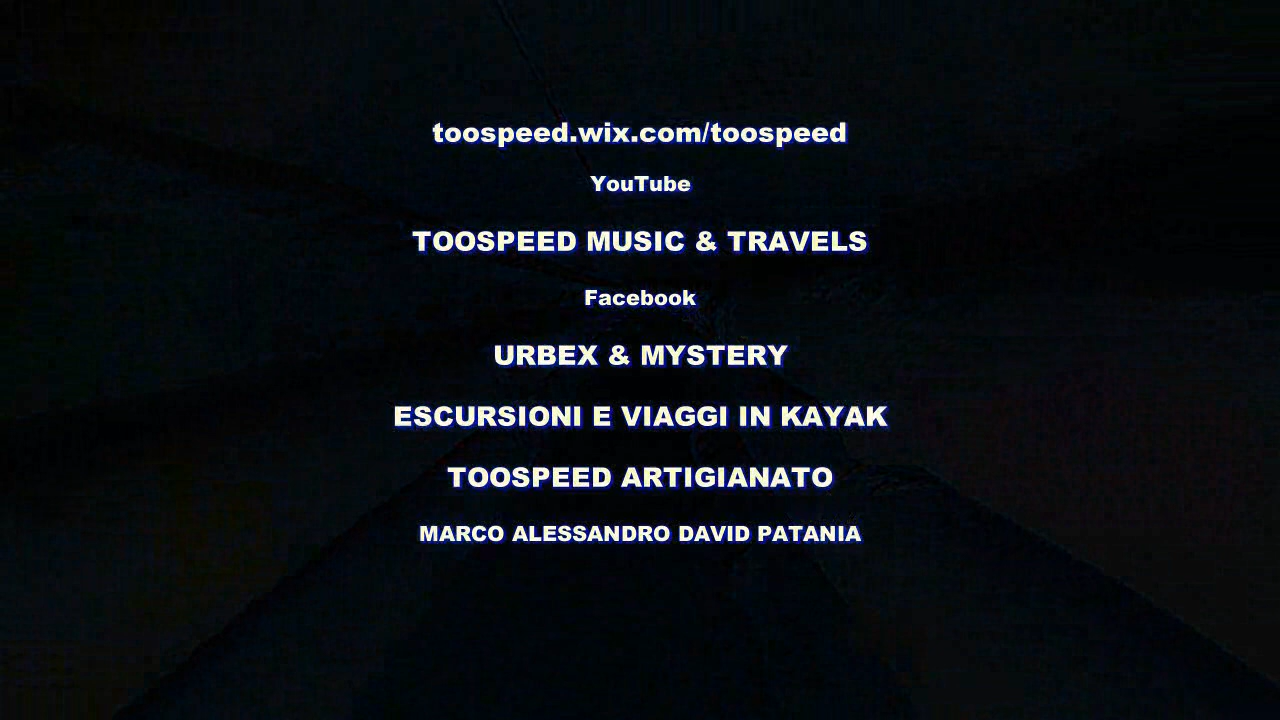 toospeed.wix.com/toospeed
YouTube
TOOSPEED MUSIC & TRAVELS
Facebook
URBEX & MYSTERY
ESCURSIONI E VIAGGI IN KAYAK
TOOSPEED ARTIGIANATO
MARCO ALESSANDRO DAVID PATANIA